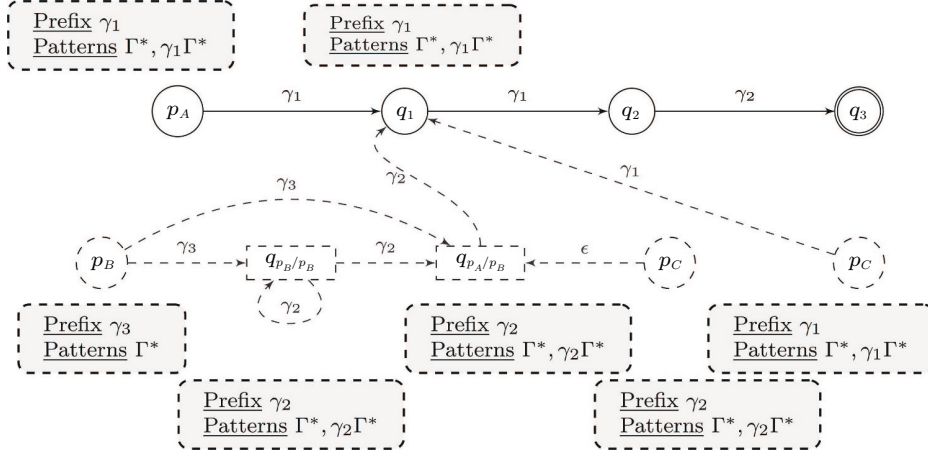 Prefix γ₁
Patterns Γ*, γ₁Γ*
Prefix γ₁
Patterns Γ*, γ₁Γ*
p_A γ₁ q₁ γ₁ q₂ γ₂ q₃
γ₂ γ₁
γ₃
p_B γ₃ q_{p_B/p_B} γ₂ q_{p_A/p_B} ϵ p_C p_C
γ₂
Prefix γ₃
Patterns Γ*
Prefix γ₂
Patterns Γ*, γ₂Γ*
Prefix γ₁
Patterns Γ*, γ₁Γ*
Prefix γ₂
Patterns Γ*, γ₂Γ*
Prefix γ₂
Patterns Γ*, γ₂Γ*